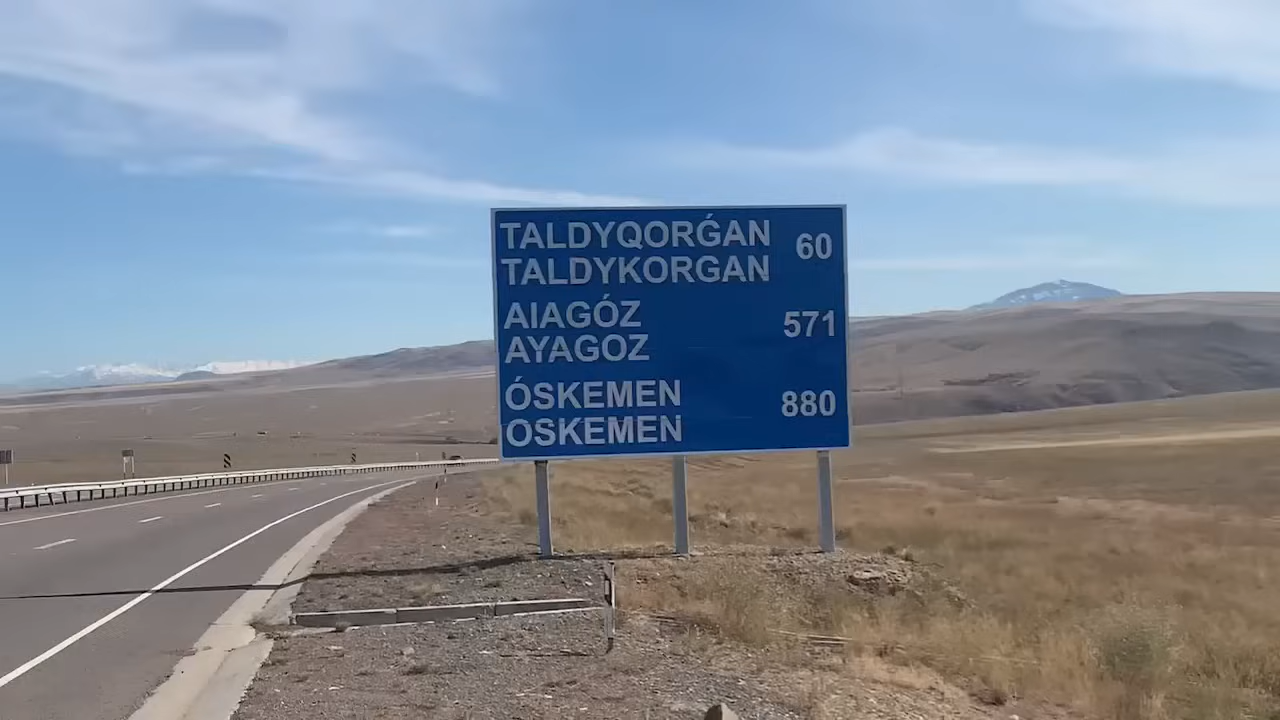 TALDYQORǴAN 60
TALDYKORGAN
AIAGÓZ 571
AYAGOZ
ÓSKEMEN 880
OSKEMEN